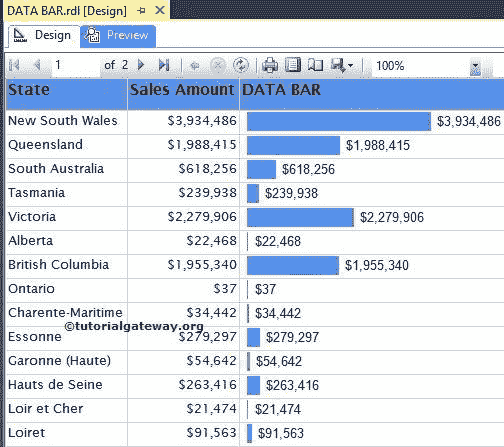 DATA BAR.rdl [Design]
Design Preview
1 of 2 100%
State Sales Amount DATA BAR
New South Wales $3,934,486 $3,934,486
Queensland $1,988,415 $1,988,415
South Australia $618,256 $618,256
Tasmania $239,938 $239,938
Victoria $2,279,906 $2,279,906
Alberta $22,468 $22,468
British Columbia $1,955,340 $1,955,340
Ontario $37 $37
Charente-Maritime $34,442 $34,442
©tutorialgateway.org
Essonne $279,297 $279,297
Garonne (Haute) $54,642 $54,642
Hauts de Seine $263,416 $263,416
Loir et Cher $21,474 $21,474
Loiret $91,563 $91,563